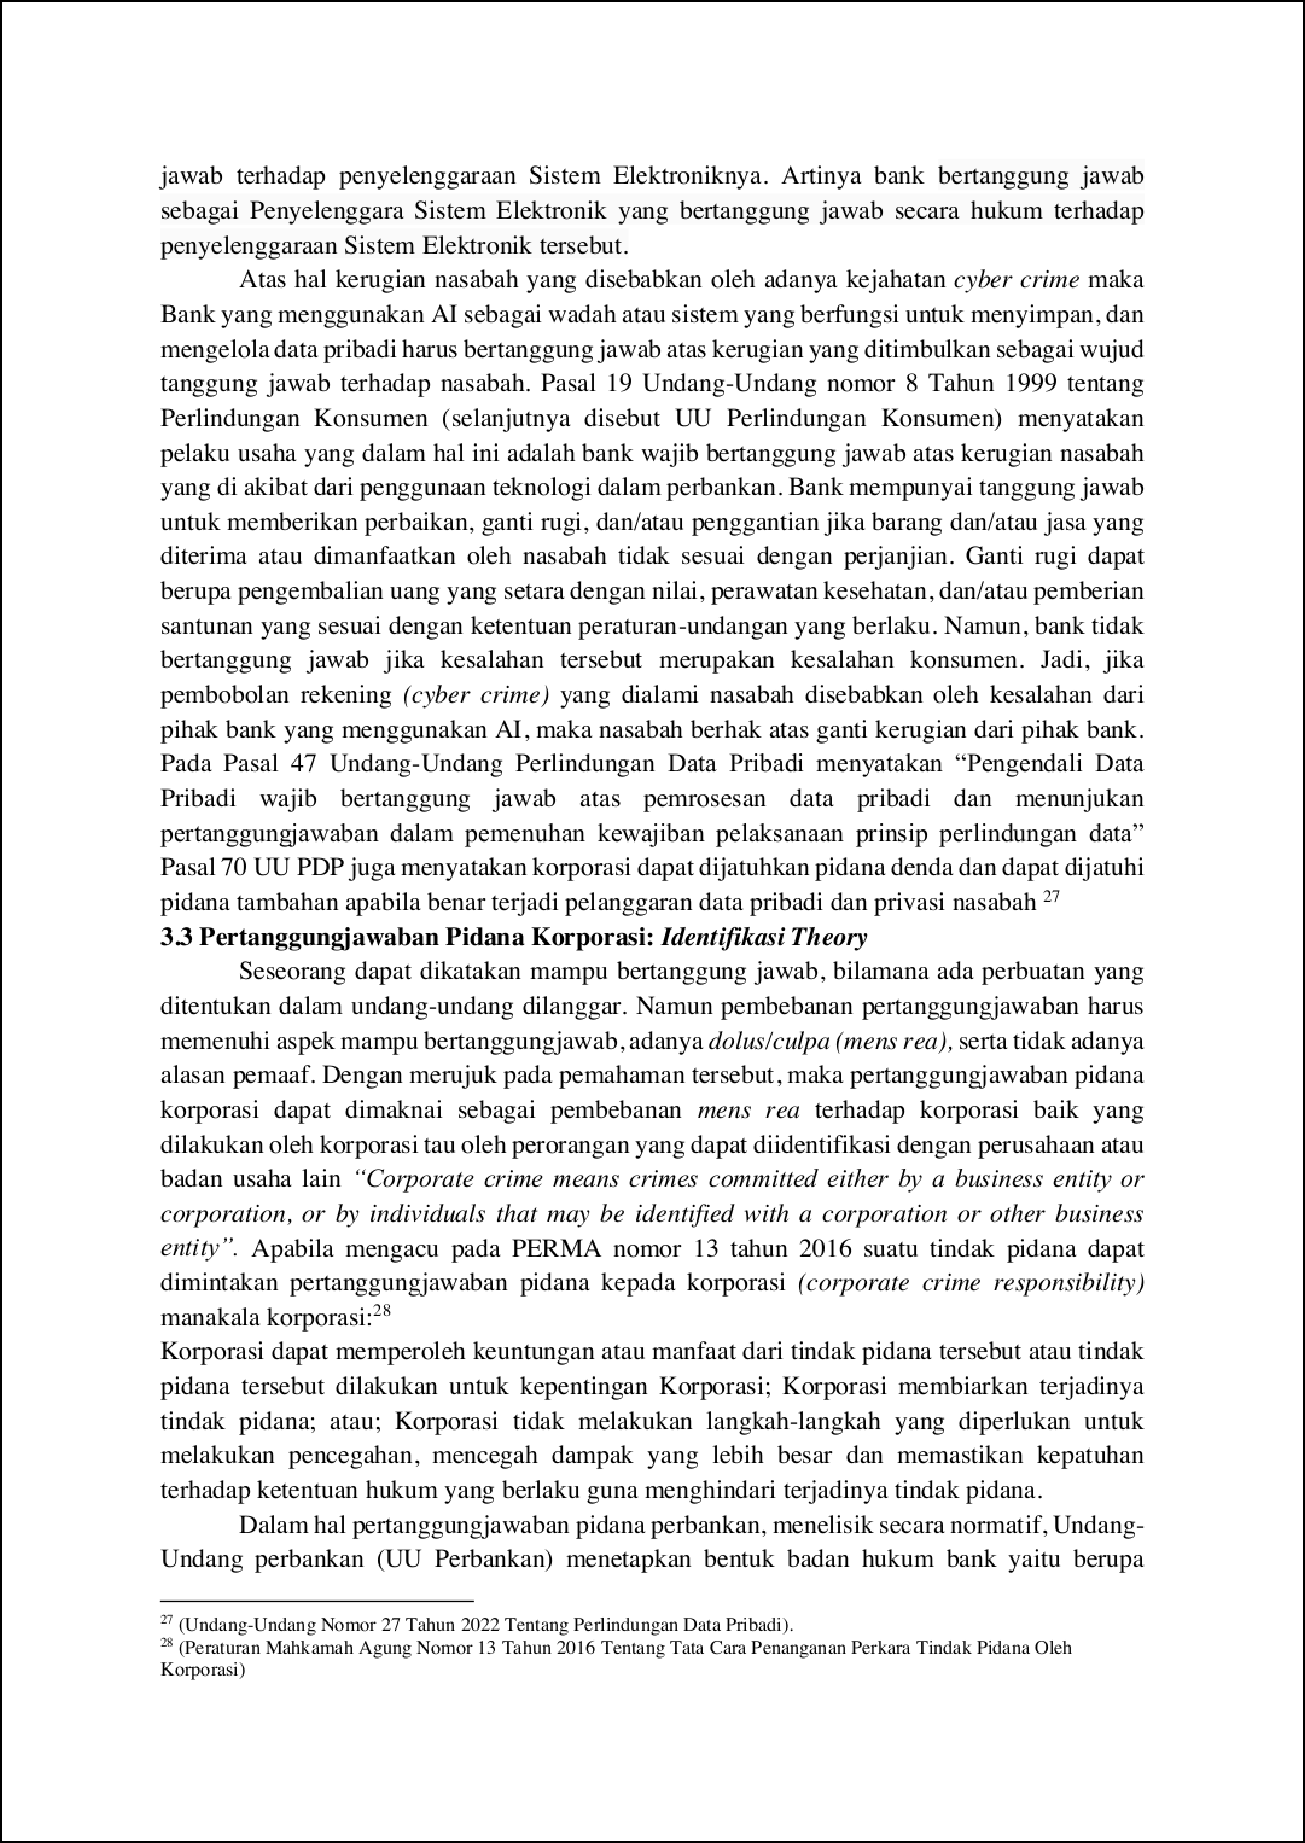 jawab terhadap penyelenggaraan Sistem Elektroniknya. Artinya bank bertanggung jawab
sebagai Penyelenggara Sistem Elektronik yang bertanggung jawab secara hukum terhadap
penyelenggaraan Sistem Elektronik tersebut.
Atas hal kerugian nasabah yang disebabkan oleh adanya kejahatan cyber crime maka
Bank yang menggunakan AI sebagai wadah atau sistem yang berfungsi untuk menyimpan, dan
mengelola data pribadi harus bertanggung jawab atas kerugian yang ditimbulkan sebagai wujud
tanggung jawab terhadap nasabah. Pasal 19 Undang-Undang nomor 8 Tahun 1999 tentang
Perlindungan Konsumen (selanjutnya disebut UU Perlindungan Konsumen) menyatakan
pelaku usaha yang dalam hal ini adalah bank wajib bertanggung jawab atas kerugian nasabah
yang di akibat dari penggunaan teknologi dalam perbankan. Bank mempunyai tanggung jawab
untuk memberikan perbaikan, ganti rugi, dan/atau penggantian jika barang dan/atau jasa yang
diterima atau dimanfaatkan oleh nasabah tidak sesuai dengan perjanjian. Ganti rugi dapat
berupa pengembalian uang yang setara dengan nilai, perawatan kesehatan, dan/atau pemberian
santunan yang sesuai dengan ketentuan peraturan-undangan yang berlaku. Namun, bank tidak
bertanggung jawab jika kesalahan tersebut merupakan kesalahan konsumen. Jadi, jika
pembobolan rekening (cyber crime) yang dialami nasabah disebabkan oleh kesalahan dari
pihak bank yang menggunakan AI, maka nasabah berhak atas ganti kerugian dari pihak bank.
Pada Pasal 47 Undang-Undang Perlindungan Data Pribadi menyatakan “Pengendali Data
Pribadi wajib bertanggung jawab atas pemrosesan data pribadi dan menunjukan
pertanggungjawaban dalam pemenuhan kewajiban pelaksanaan prinsip perlindungan data”
Pasal 70 UU PDP juga menyatakan korporasi dapat dijatuhkan pidana denda dan dapat dijatuhi
pidana tambahan apabila benar terjadi pelanggaran data pribadi dan privasi nasabah 27
3.3 Pertanggungjawaban Pidana Korporasi: Identifikasi Theory
Seseorang dapat dikatakan mampu bertanggung jawab, bilamana ada perbuatan yang
ditentukan dalam undang-undang dilanggar. Namun pembebanan pertanggungjawaban harus
memenuhi aspek mampu bertanggungjawab, adanya dolus/culpa (mens rea), serta tidak adanya
alasan pemaaf. Dengan merujuk pada pemahaman tersebut, maka pertanggungjawaban pidana
korporasi dapat dimaknai sebagai pembebanan mens rea terhadap korporasi baik yang
dilakukan oleh korporasi tau oleh perorangan yang dapat diidentifikasi dengan perusahaan atau
badan usaha lain “Corporate crime means crimes committed either by a business entity or
corporation, or by individuals that may be identified with a corporation or other business
entity”. Apabila mengacu pada PERMA nomor 13 tahun 2016 suatu tindak pidana dapat
dimintakan pertanggungjawaban pidana kepada korporasi (corporate crime responsibility)
manakala korporasi:28
Korporasi dapat memperoleh keuntungan atau manfaat dari tindak pidana tersebut atau tindak
pidana tersebut dilakukan untuk kepentingan Korporasi; Korporasi membiarkan terjadinya
tindak pidana; atau; Korporasi tidak melakukan langkah-langkah yang diperlukan untuk
melakukan pencegahan, mencegah dampak yang lebih besar dan memastikan kepatuhan
terhadap ketentuan hukum yang berlaku guna menghindari terjadinya tindak pidana.
Dalam hal pertanggungjawaban pidana perbankan, menelisik secara normatif, Undang-
Undang perbankan (UU Perbankan) menetapkan bentuk badan hukum bank yaitu berupa
27 (Undang-Undang Nomor 27 Tahun 2022 Tentang Perlindungan Data Pribadi).
28 (Peraturan Mahkamah Agung Nomor 13 Tahun 2016 Tentang Tata Cara Penanganan Perkara Tindak Pidana Oleh
Korporasi)